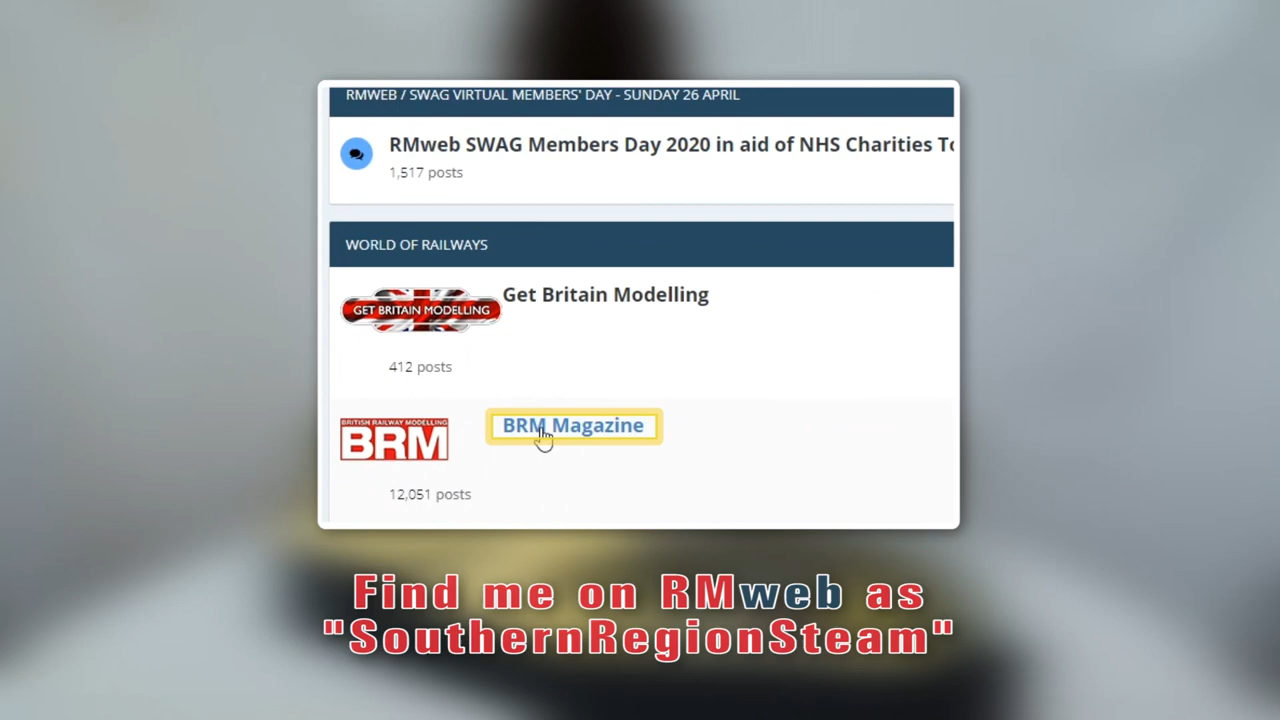 RMWEB / SWAG VIRTUAL MEMBERS' DAY - SUNDAY 26 APRIL
RMweb SWAG Members Day 2020 in aid of NHS Charities To
1,517 posts
WORLD OF RAILWAYS
GET BRITAIN MODELLING
Get Britain Modelling
412 posts
BRITISH RAILWAY MODELLING
BRM
BRM Magazine
12,051 posts
Find me on RMweb as
"SouthernRegionSteam"